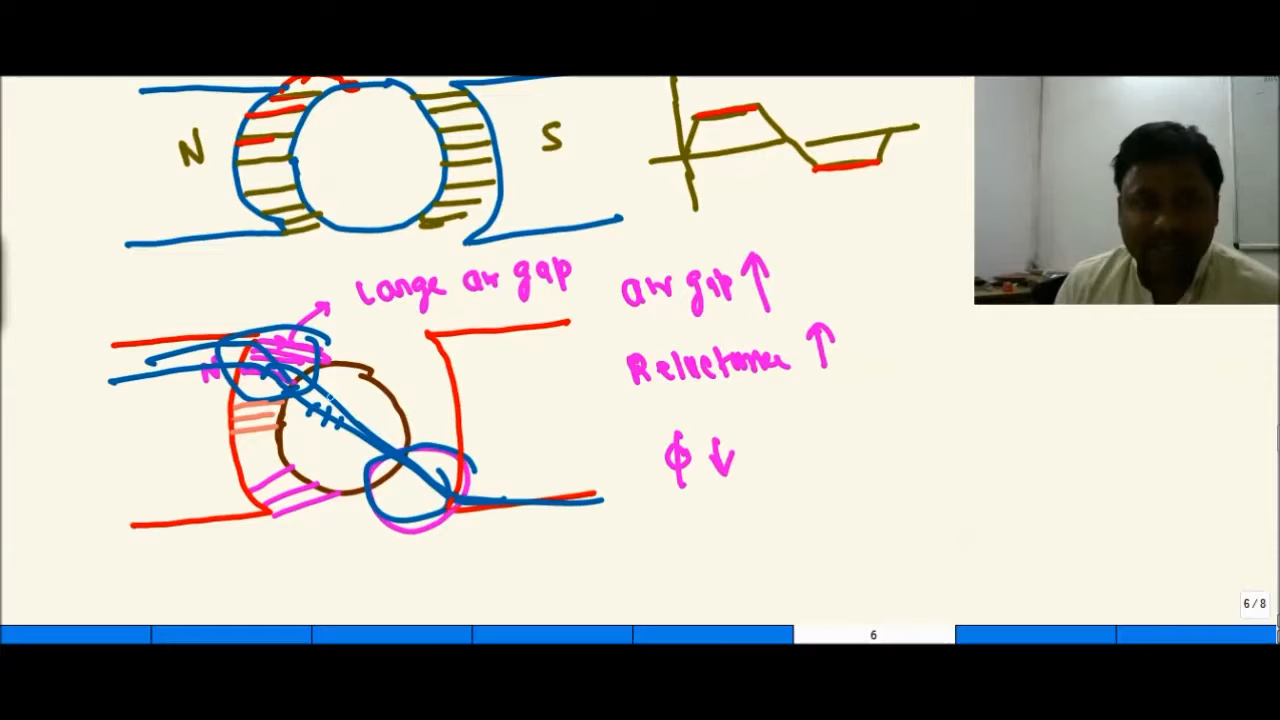 N S
Large air gap
air gap ↑
Reluctance ↑
N
φ ↓
6/8
6